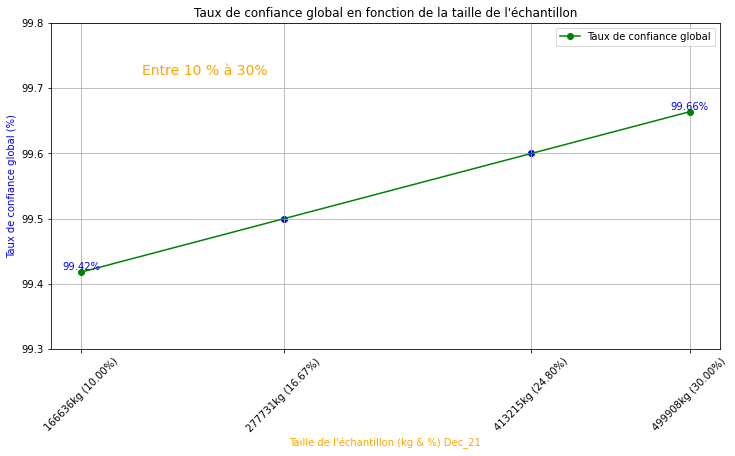 Taux de confiance global en fonction de la taille de l'échantillon
Taux de confiance global
Entre 10 % à 30%
Taux de confiance global (%)
99.8
99.7
99.6
99.5
99.4
99.3
99.42%
99.66%
166636kg (10.00%)
277731kg (16.67%)
413215kg (24.80%)
499908kg (30.00%)
Taille de l'échantillon (kg & %) Dec_21